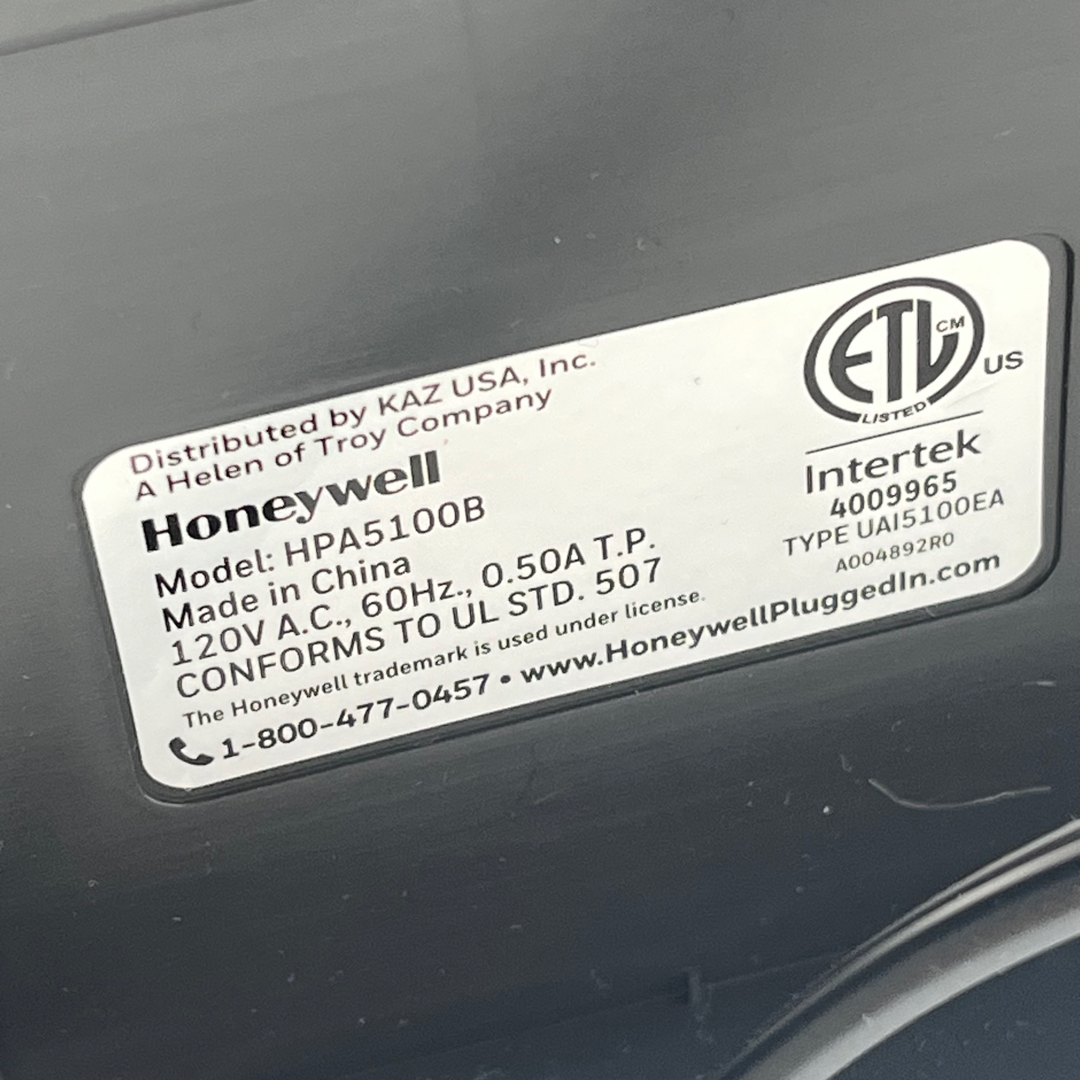 Distributed by KAZ USA, Inc.
A Helen of Troy Company
Honeywell
Model: HPA5100B
Made in China
120V A.C., 60Hz., 0.50A T.P.
CONFORMS TO UL STD. 507
The Honeywell trademark is used under license.
1-800-477-0457 • www.HoneywellPluggedIn.com
ETL CM
LISTED
US
Intertek
4009965
TYPE UAI5100EA
A004892R0